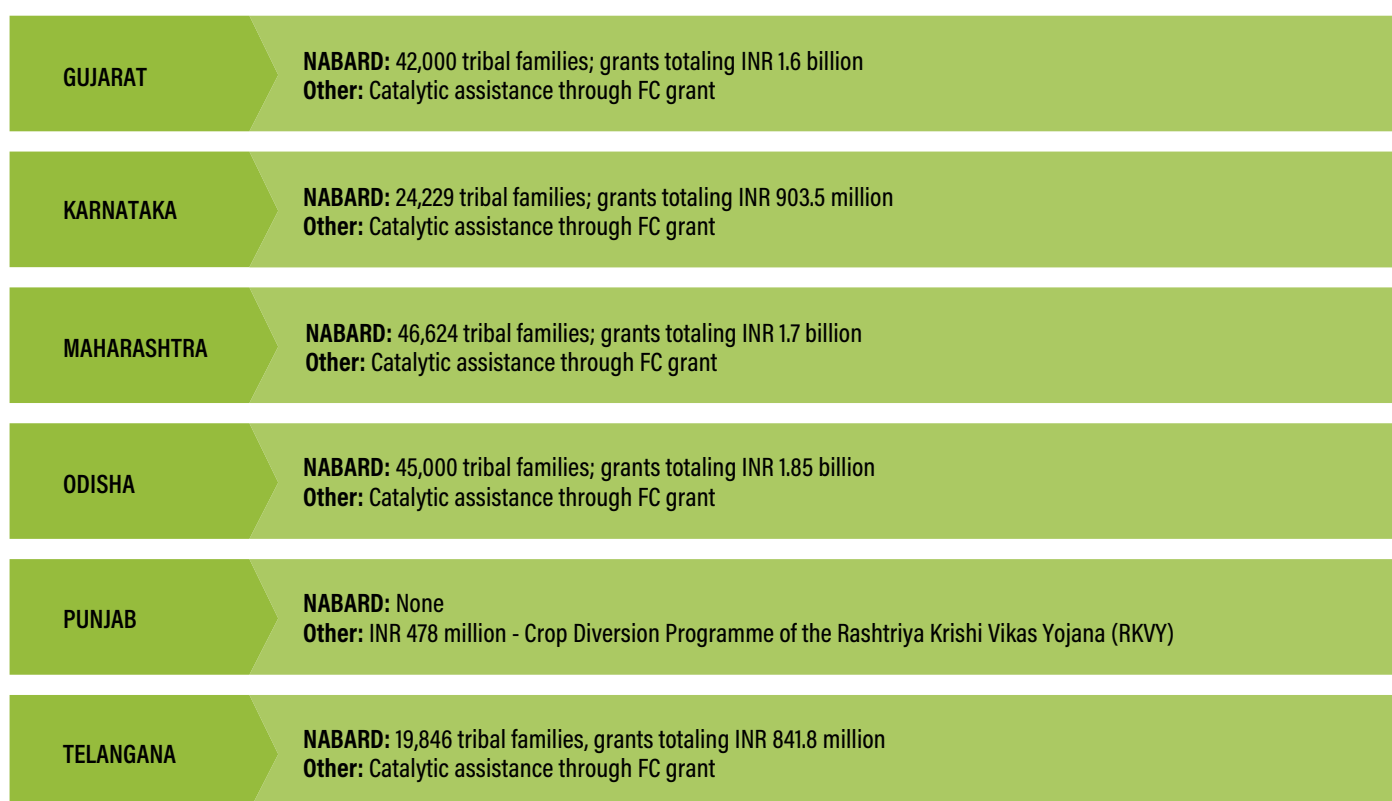 GUJARAT
NABARD: 42,000 tribal families; grants totaling INR 1.6 billion
Other: Catalytic assistance through FC grant
KARNATAKA
NABARD: 24,229 tribal families; grants totaling INR 903.5 million
Other: Catalytic assistance through FC grant
MAHARASHTRA
NABARD: 46,624 tribal families; grants totaling INR 1.7 billion
Other: Catalytic assistance through FC grant
ODISHA
NABARD: 45,000 tribal families; grants totaling INR 1.85 billion
Other: Catalytic assistance through FC grant
PUNJAB
NABARD: None
Other: INR 478 million - Crop Diversion Programme of the Rashtriya Krishi Vikas Yojana (RKVY)
TELANGANA
NABARD: 19,846 tribal families, grants totaling INR 841.8 million
Other: Catalytic assistance through FC grant